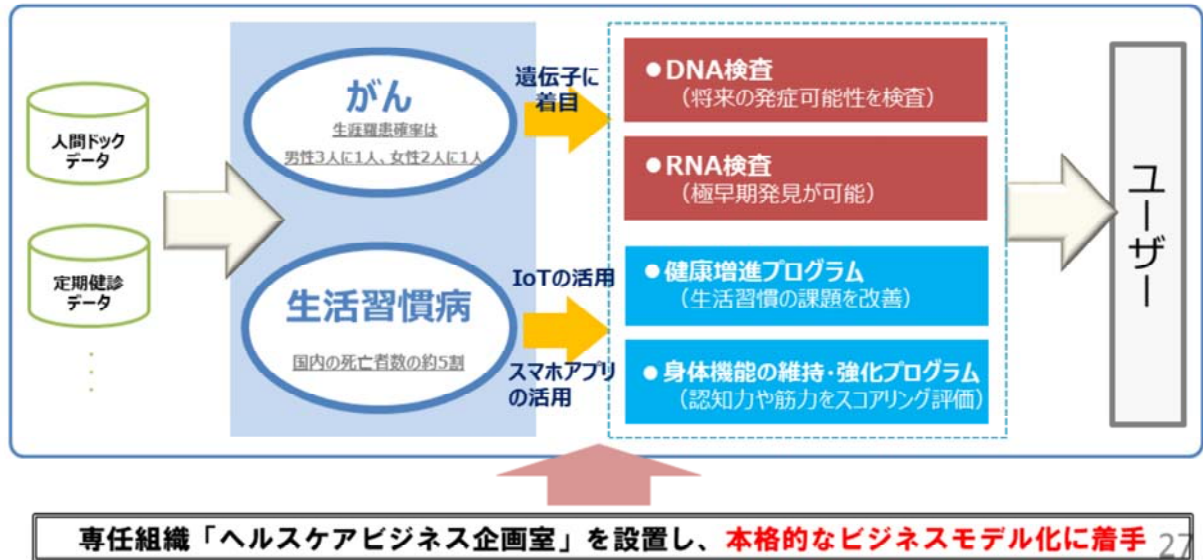 人間ドック
データ
定期健診
データ
がん
生涯罹患確率は
男性3人に1人、女性2人に1人
生活習慣病
国内の死亡者数の約5割
遺伝子に
着目
IoTの活用
スマホアプリ
の活用
●DNA検査
（将来の発症可能性を検査）
●RNA検査
（極早期発見が可能）
●健康増進プログラム
（生活習慣の課題を改善）
●身体機能の維持・強化プログラム
（認知力や筋力をスコアリング評価）
ユーザー
専任組織「ヘルスケアビジネス企画室」を設置し、本格的なビジネスモデル化に着手
27